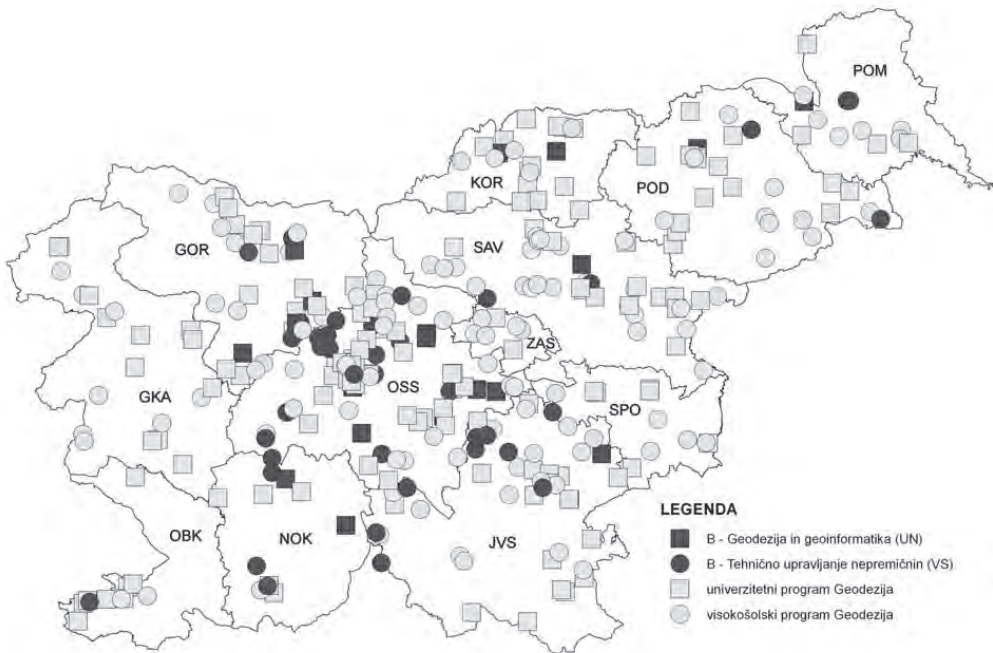 POM
KOR
POD
GOR
SAV
ZAS
GKA
OSS
SPO
OBK
NOK
JVS
LEGENDA
B - Geodezija in geoinformatika (UN)
B - Tehnično upravljanje nepremičnin (VS)
univerzitetni program Geodezija
visokošolski program Geodezija